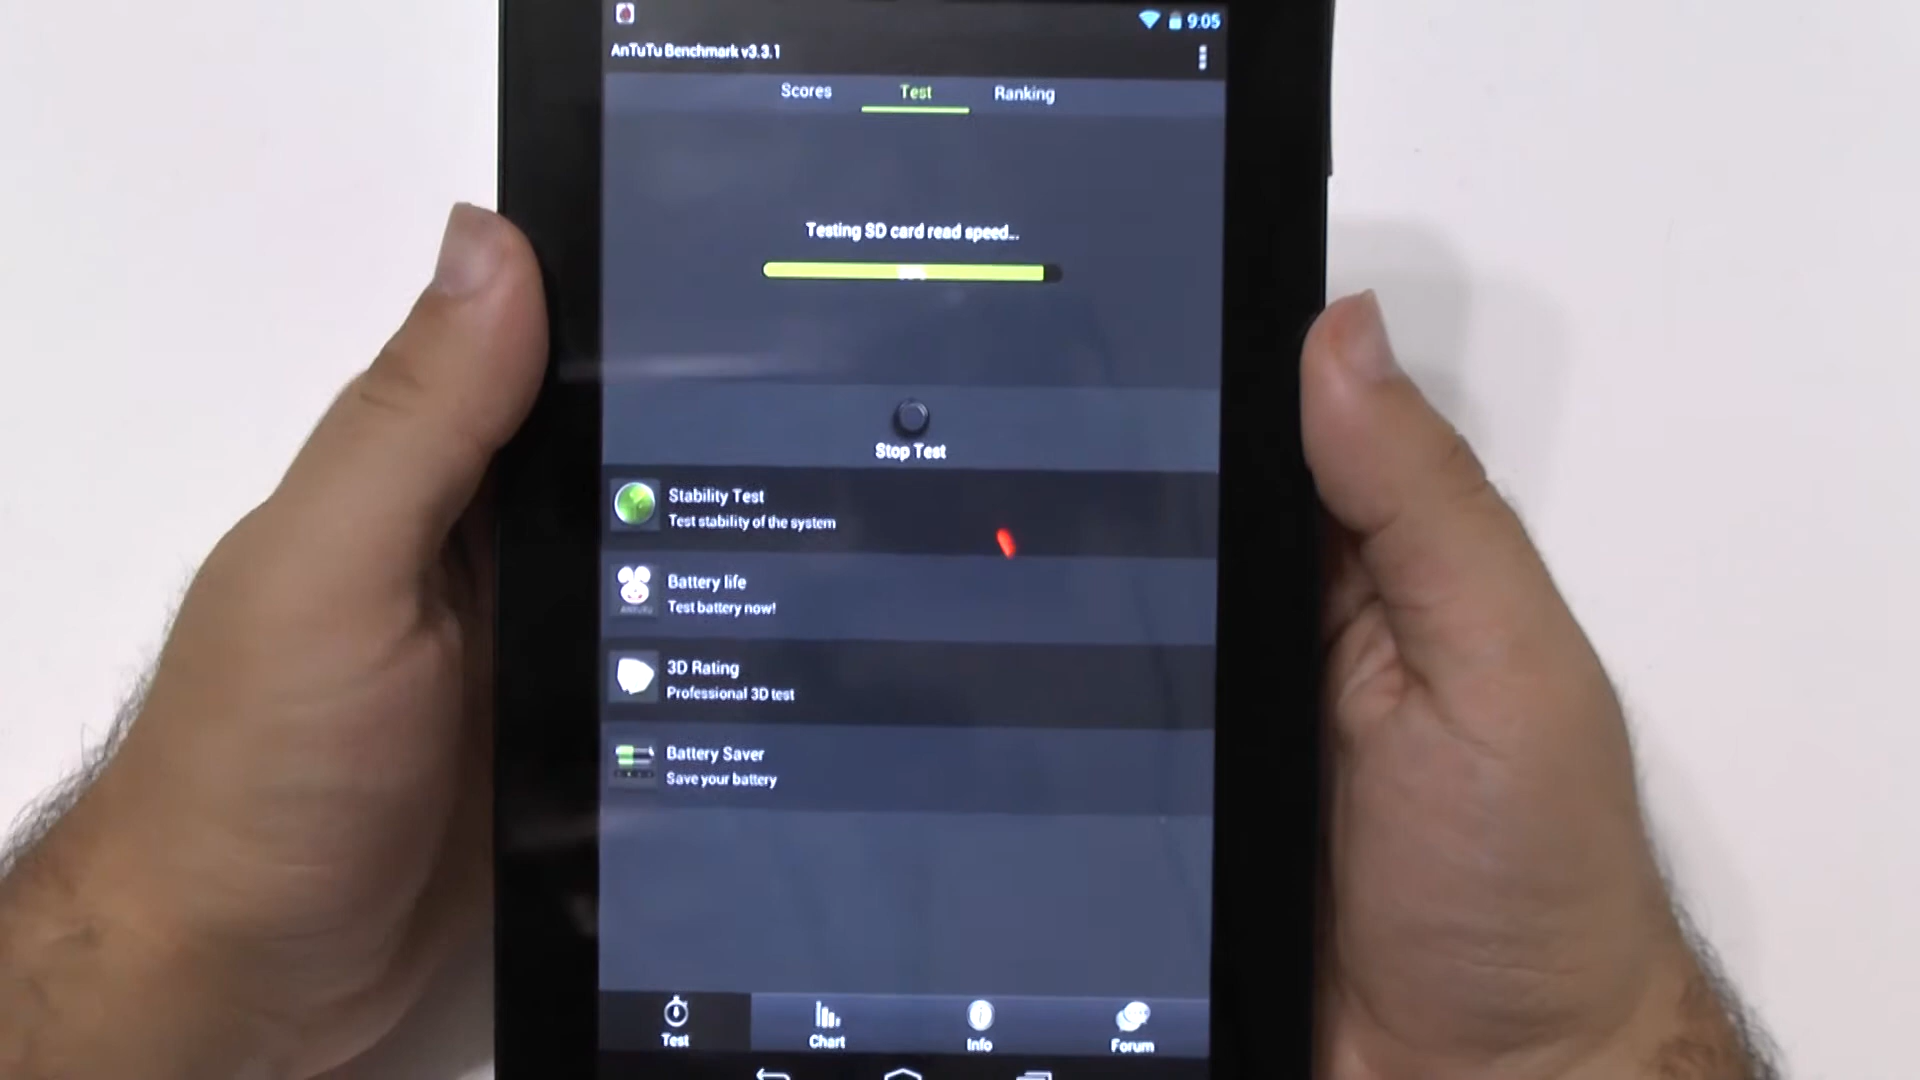 9:05
AnTuTu Benchmark v3.3.1
Scores Test Ranking
Testing SD card read speed...
Stop Test
Stability Test
Test stability of the system
Battery life
Test battery now!
3D Rating
Professional 3D test
Battery Saver
Save your battery
Test Chart Info Forum